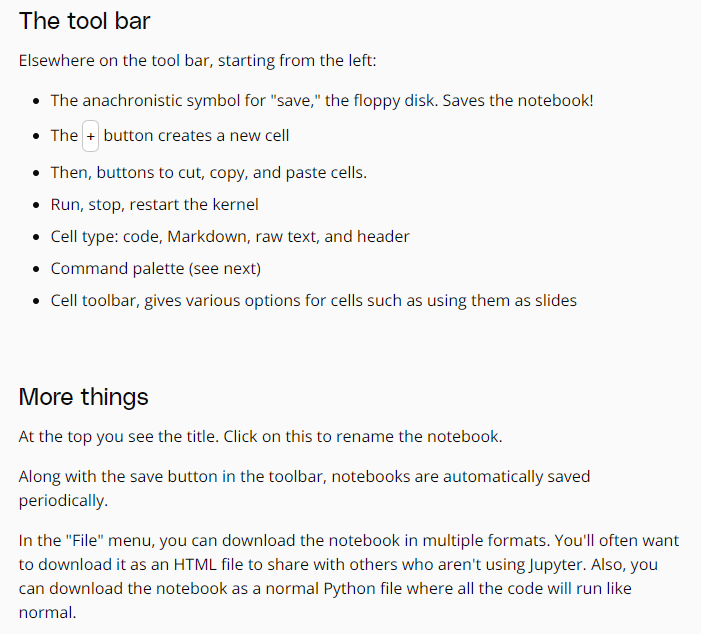 The tool bar
Elsewhere on the tool bar, starting from the left:
• The anachronistic symbol for "save," the floppy disk. Saves the notebook!
• The + button creates a new cell
• Then, buttons to cut, copy, and paste cells.
• Run, stop, restart the kernel
• Cell type: code, Markdown, raw text, and header
• Command palette (see next)
• Cell toolbar, gives various options for cells such as using them as slides
More things
At the top you see the title. Click on this to rename the notebook.
Along with the save button in the toolbar, notebooks are automatically saved
periodically.
In the "File" menu, you can download the notebook in multiple formats. You'll often want
to download it as an HTML file to share with others who aren't using Jupyter. Also, you
can download the notebook as a normal Python file where all the code will run like
normal.